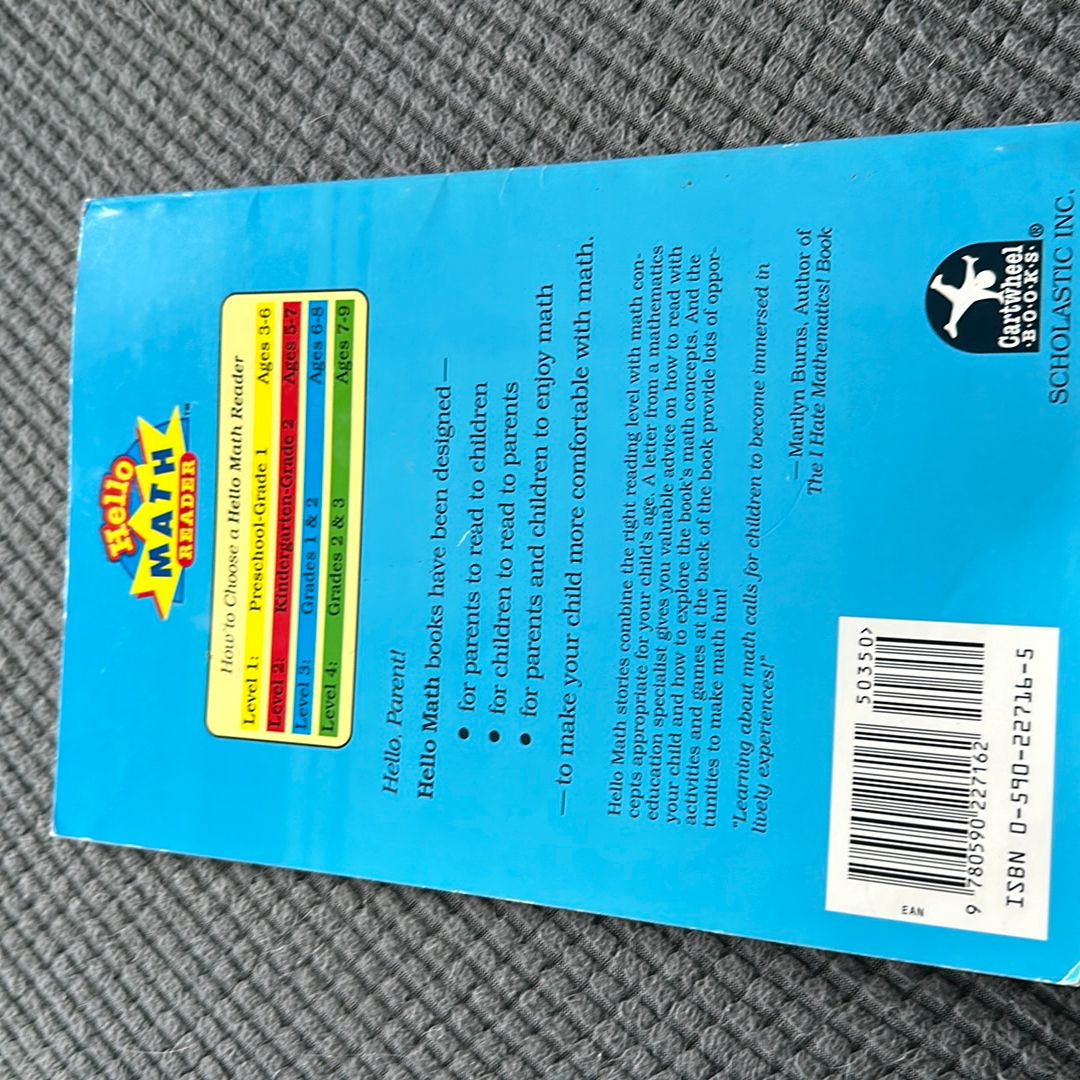 Hello
MATH
READER™
How to Choose a Hello Math Reader
Level 1: Preschool-Grade 1 Ages 3-6
Level 2: Kindergarten-Grade 2 Ages 5-7
Level 3: Grades 1 & 2 Ages 6-8
Level 4: Grades 2 & 3 Ages 7-9
Hello, Parent!
Hello Math books have been designed—
• for parents to read to children
• for children to read to parents
• for parents and children to enjoy math
—to make your child more comfortable with math.
Hello Math stories combine the right reading level with math con-
cepts appropriate for your child's age. A letter from a mathematics
education specialist gives you valuable advice on how to read with
your child and how to explore the book's math concepts. And the
activities and games at the back of the book provide lots of oppor-
tunities to make math fun!
"Learning about math calls for children to become immersed in
lively experiences!"
—Marilyn Burns, Author of
The I Hate Mathematics! Book
50350>
EAN
9 780590 227162
ISBN 0-590-22716-5
Cartwheel
·B·O·O·K·S·®
SCHOLASTIC INC.